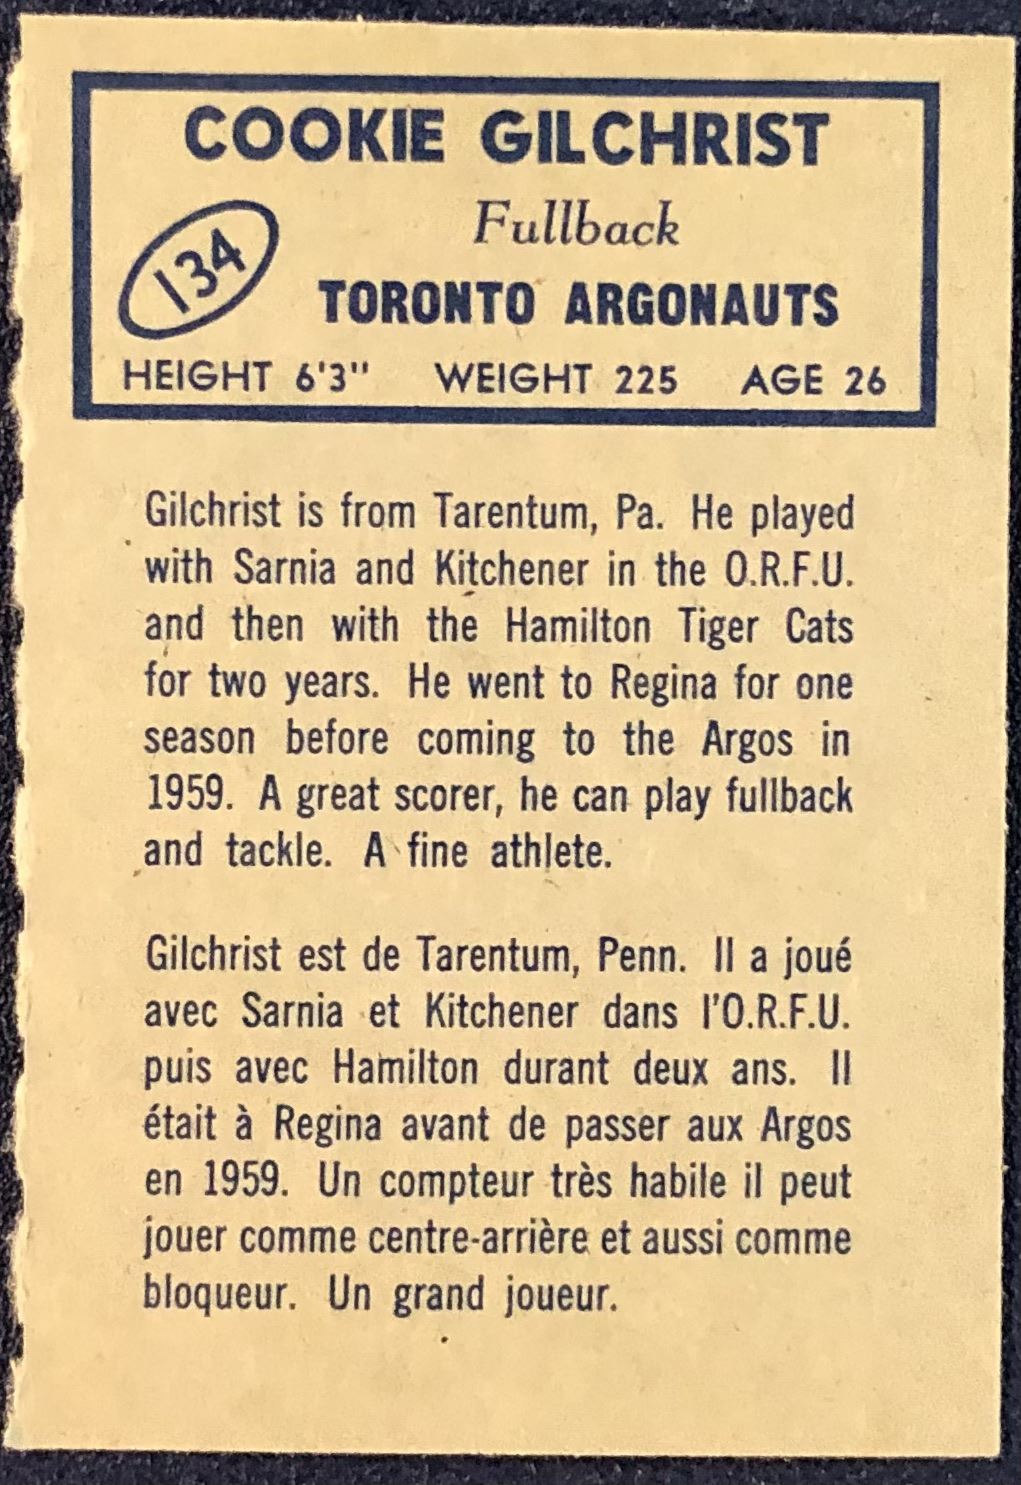 COOKIE GILCHRIST
Fullback
134
TORONTO ARGONAUTS
HEIGHT 6'3" WEIGHT 225 AGE 26
Gilchrist is from Tarentum, Pa. He played
with Sarnia and Kitchener in the O.R.F.U.
and then with the Hamilton Tiger Cats
for two years. He went to Regina for one
season before coming to the Argos in
1959. A great scorer, he can play fullback
and tackle. A fine athlete.
Gilchrist est de Tarentum, Penn. Il a joué
avec Sarnia et Kitchener dans l'O.R.F.U.
puis avec Hamilton durant deux ans. Il
était à Regina avant de passer aux Argos
en 1959. Un compteur très habile il peut
jouer comme centre-arrière et aussi comme
bloqueur. Un grand joueur.